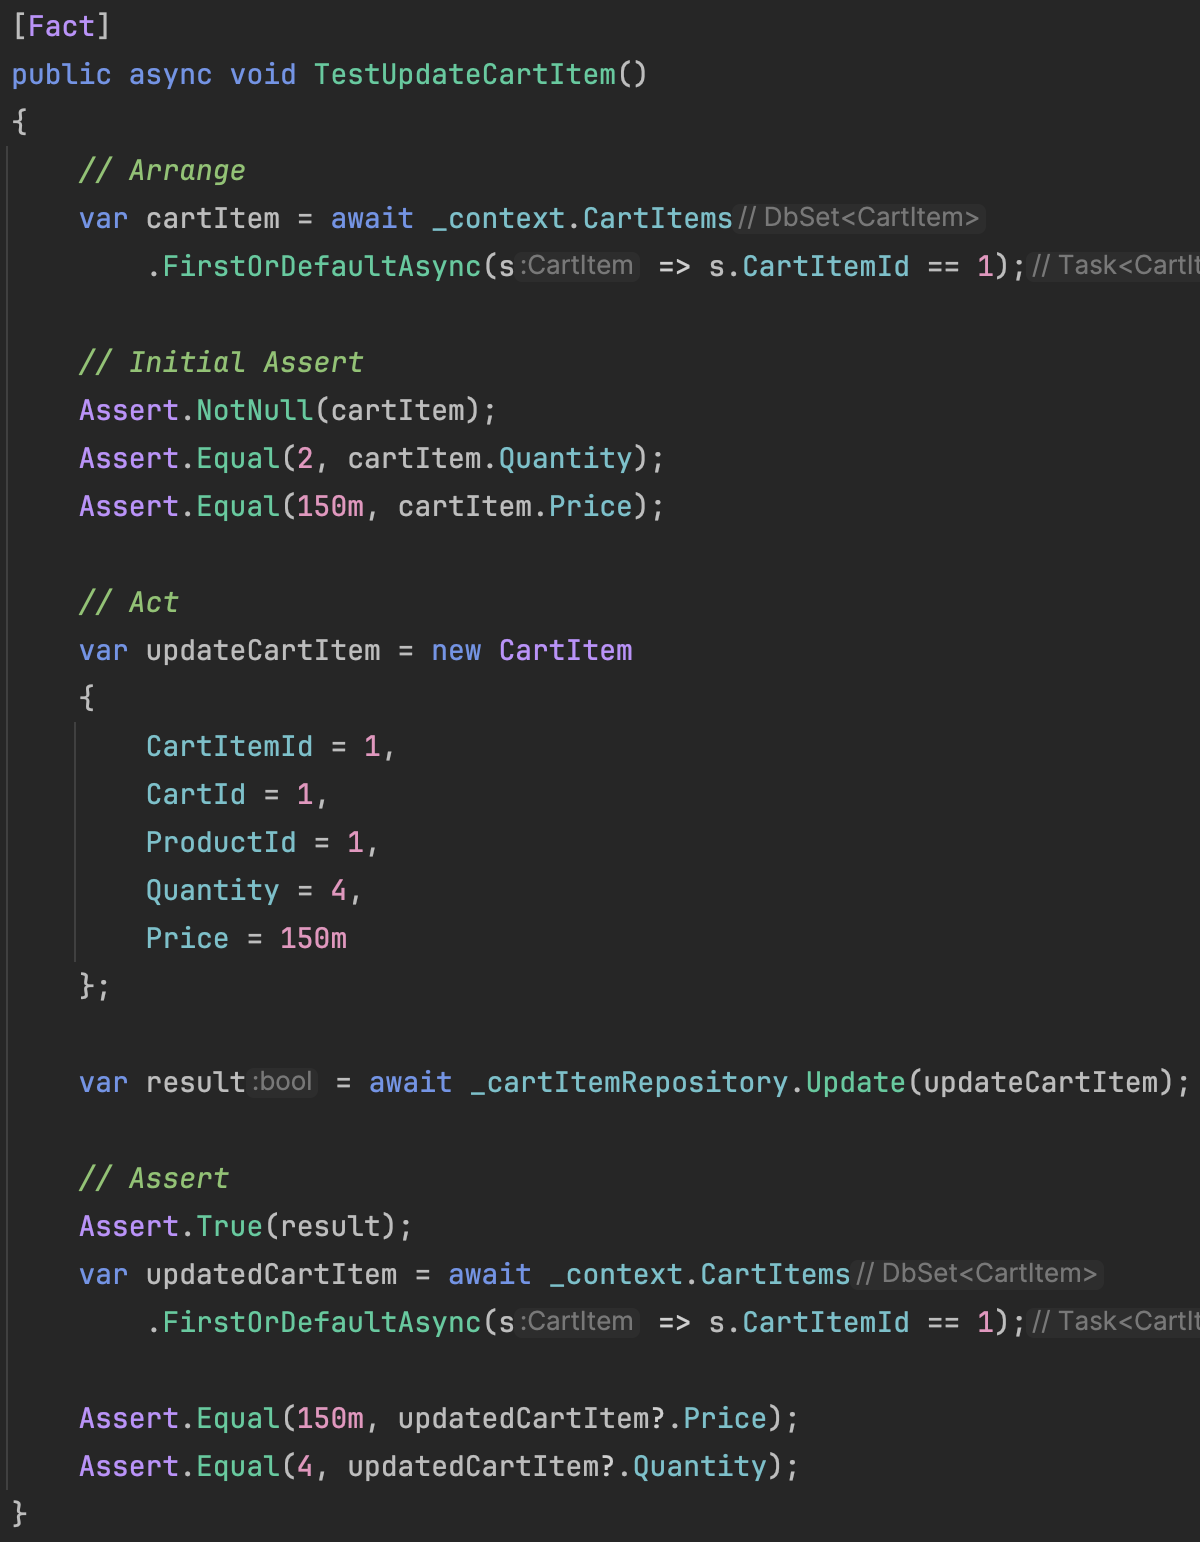 [Fact]
public async void TestUpdateCartItem()
{
    // Arrange
    var cartItem = await _context.CartItems // DbSet<CartItem>
        .FirstOrDefaultAsync(s :CartItem => s.CartItemId == 1); // Task<CartIt
    // Initial Assert
    Assert.NotNull(cartItem);
    Assert.Equal(2, cartItem.Quantity);
    Assert.Equal(150m, cartItem.Price);
    // Act
    var updateCartItem = new CartItem
    {
        CartItemId = 1,
        CartId = 1,
        ProductId = 1,
        Quantity = 4,
        Price = 150m
    };
    var result :bool = await _cartItemRepository.Update(updateCartItem);
    // Assert
    Assert.True(result);
    var updatedCartItem = await _context.CartItems // DbSet<CartItem>
        .FirstOrDefaultAsync(s :CartItem => s.CartItemId == 1); // Task<CartIt
    Assert.Equal(150m, updatedCartItem?.Price);
    Assert.Equal(4, updatedCartItem?.Quantity);
}